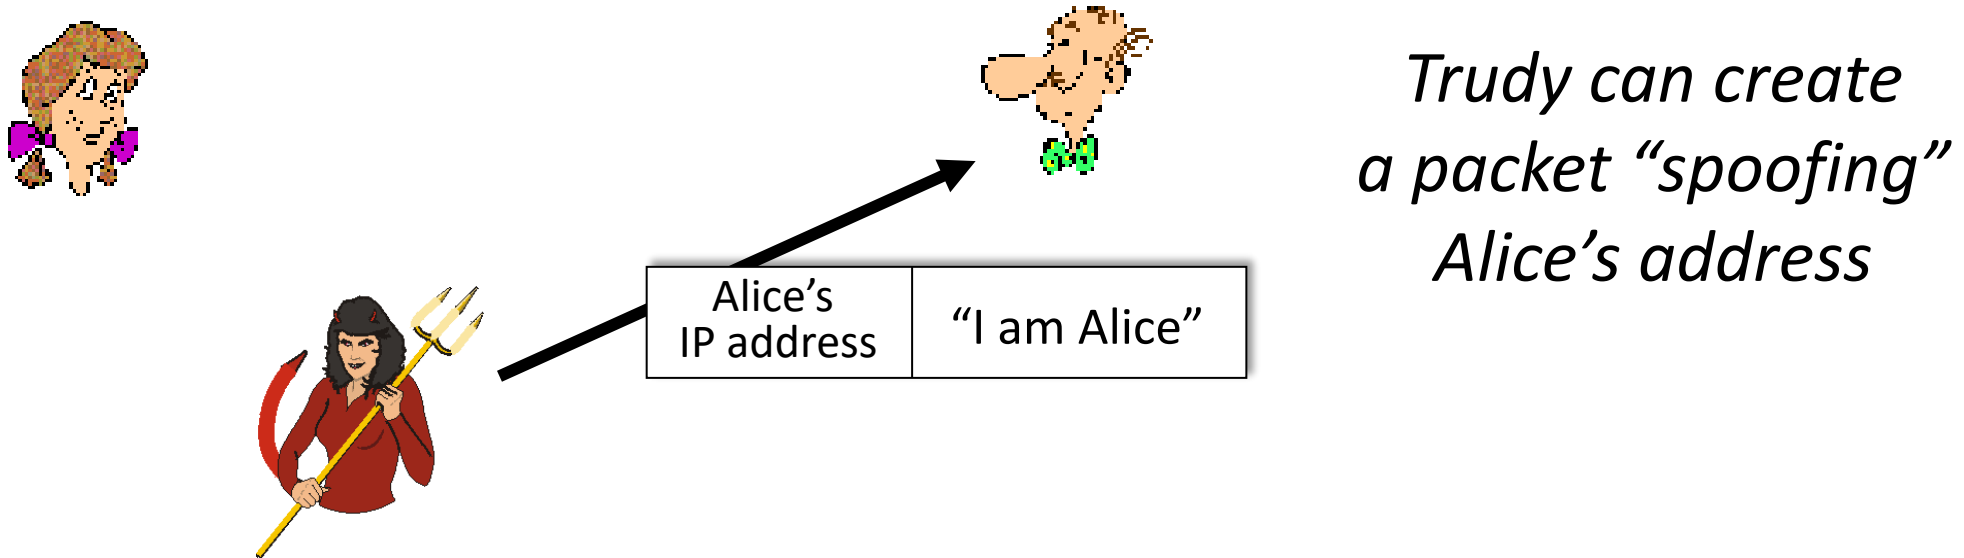 Trudy can create
a packet “spoofing”
Alice’s address
Alice’s
IP address
“I am Alice”